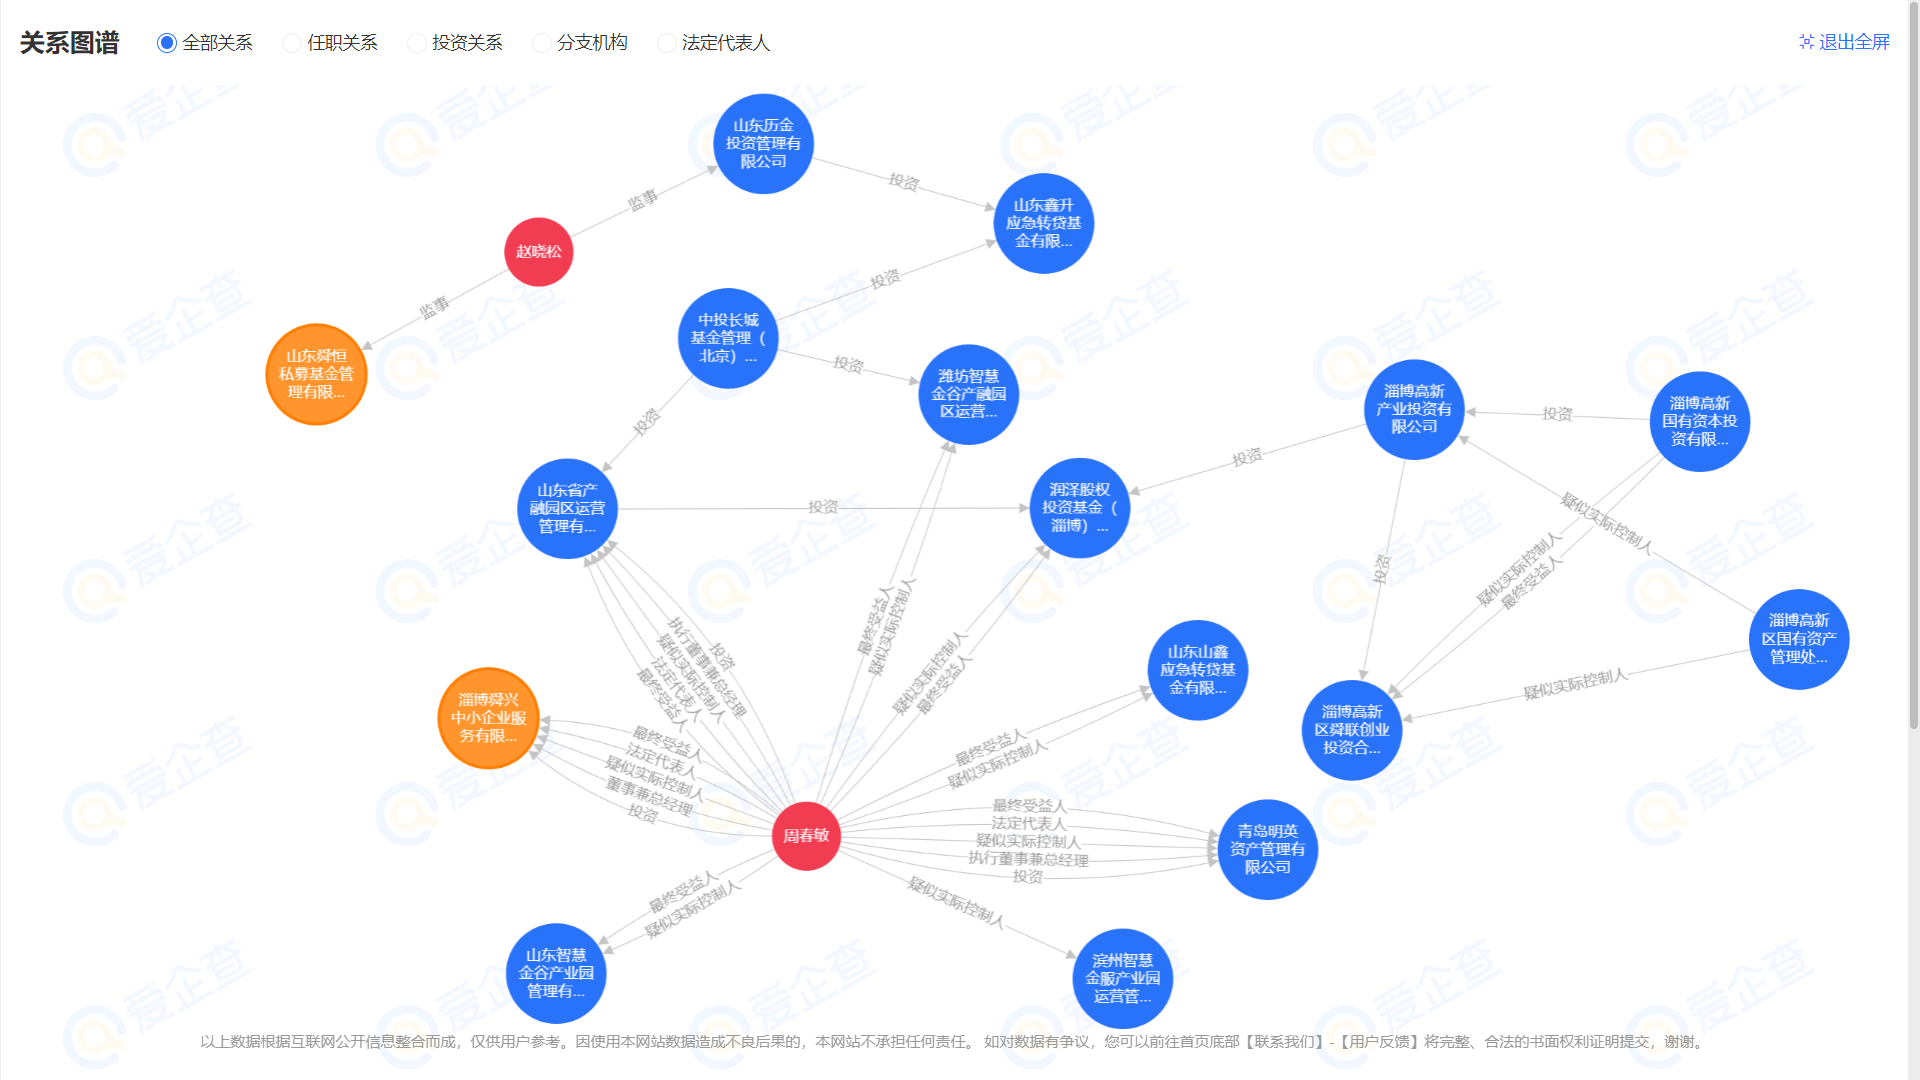 关系图谱
全部关系
任职关系
投资关系
分支机构
法定代表人
退出全屏
山东历金
投资管理有
限公司
投资
监事
山东鑫升
应急转贷基
金有限...
赵晓松
投资
监事
中投长城
基金管理（
北京）...
山东舜恒
私募基金管
理有限...
投资
潍坊智慧
金谷产融园
区运营...
投资
淄博高新
产业投资有
限公司
投资
淄博高新
国有资本投
资有限...
投资
山东省产
融园区运营
管理有...
投资
润泽股权
投资基金（
淄博）...
疑似实际控制人
疑似实际控制人
最终受益人
投资
最终受益人
疑似实际控制人
淄博高新
区国有资产
管理处...
投资
执行董事兼总经理
疑似实际控制人
法定代表人
最终受益人
疑似实际控制人
最终受益人
山东山鑫
应急转贷基
金有限...
疑似实际控制人
淄博舜兴
中小企业服
务有限...
淄博高新
区舜联创业
投资合...
最终受益人
法定代表人
疑似实际控制人
董事兼总经理
投资
最终受益人
疑似实际控制人
周春敏
最终受益人
法定代表人
疑似实际控制人
执行董事兼总经理
投资
青岛明英
资产管理有
限公司
最终受益人
疑似实际控制人
疑似实际控制人
山东智慧
金谷产业园
管理有...
滨州智慧
金服产业园
运营管...
以上数据根据互联网公开信息整合而成，仅供用户参考。因使用本网站数据造成不良后果的，本网站不承担任何责任。 如对数据有争议，您可以前往首页底部【联系我们】-【用户反馈】将完整、合法的书面权利证明提交，谢谢。
爱企查